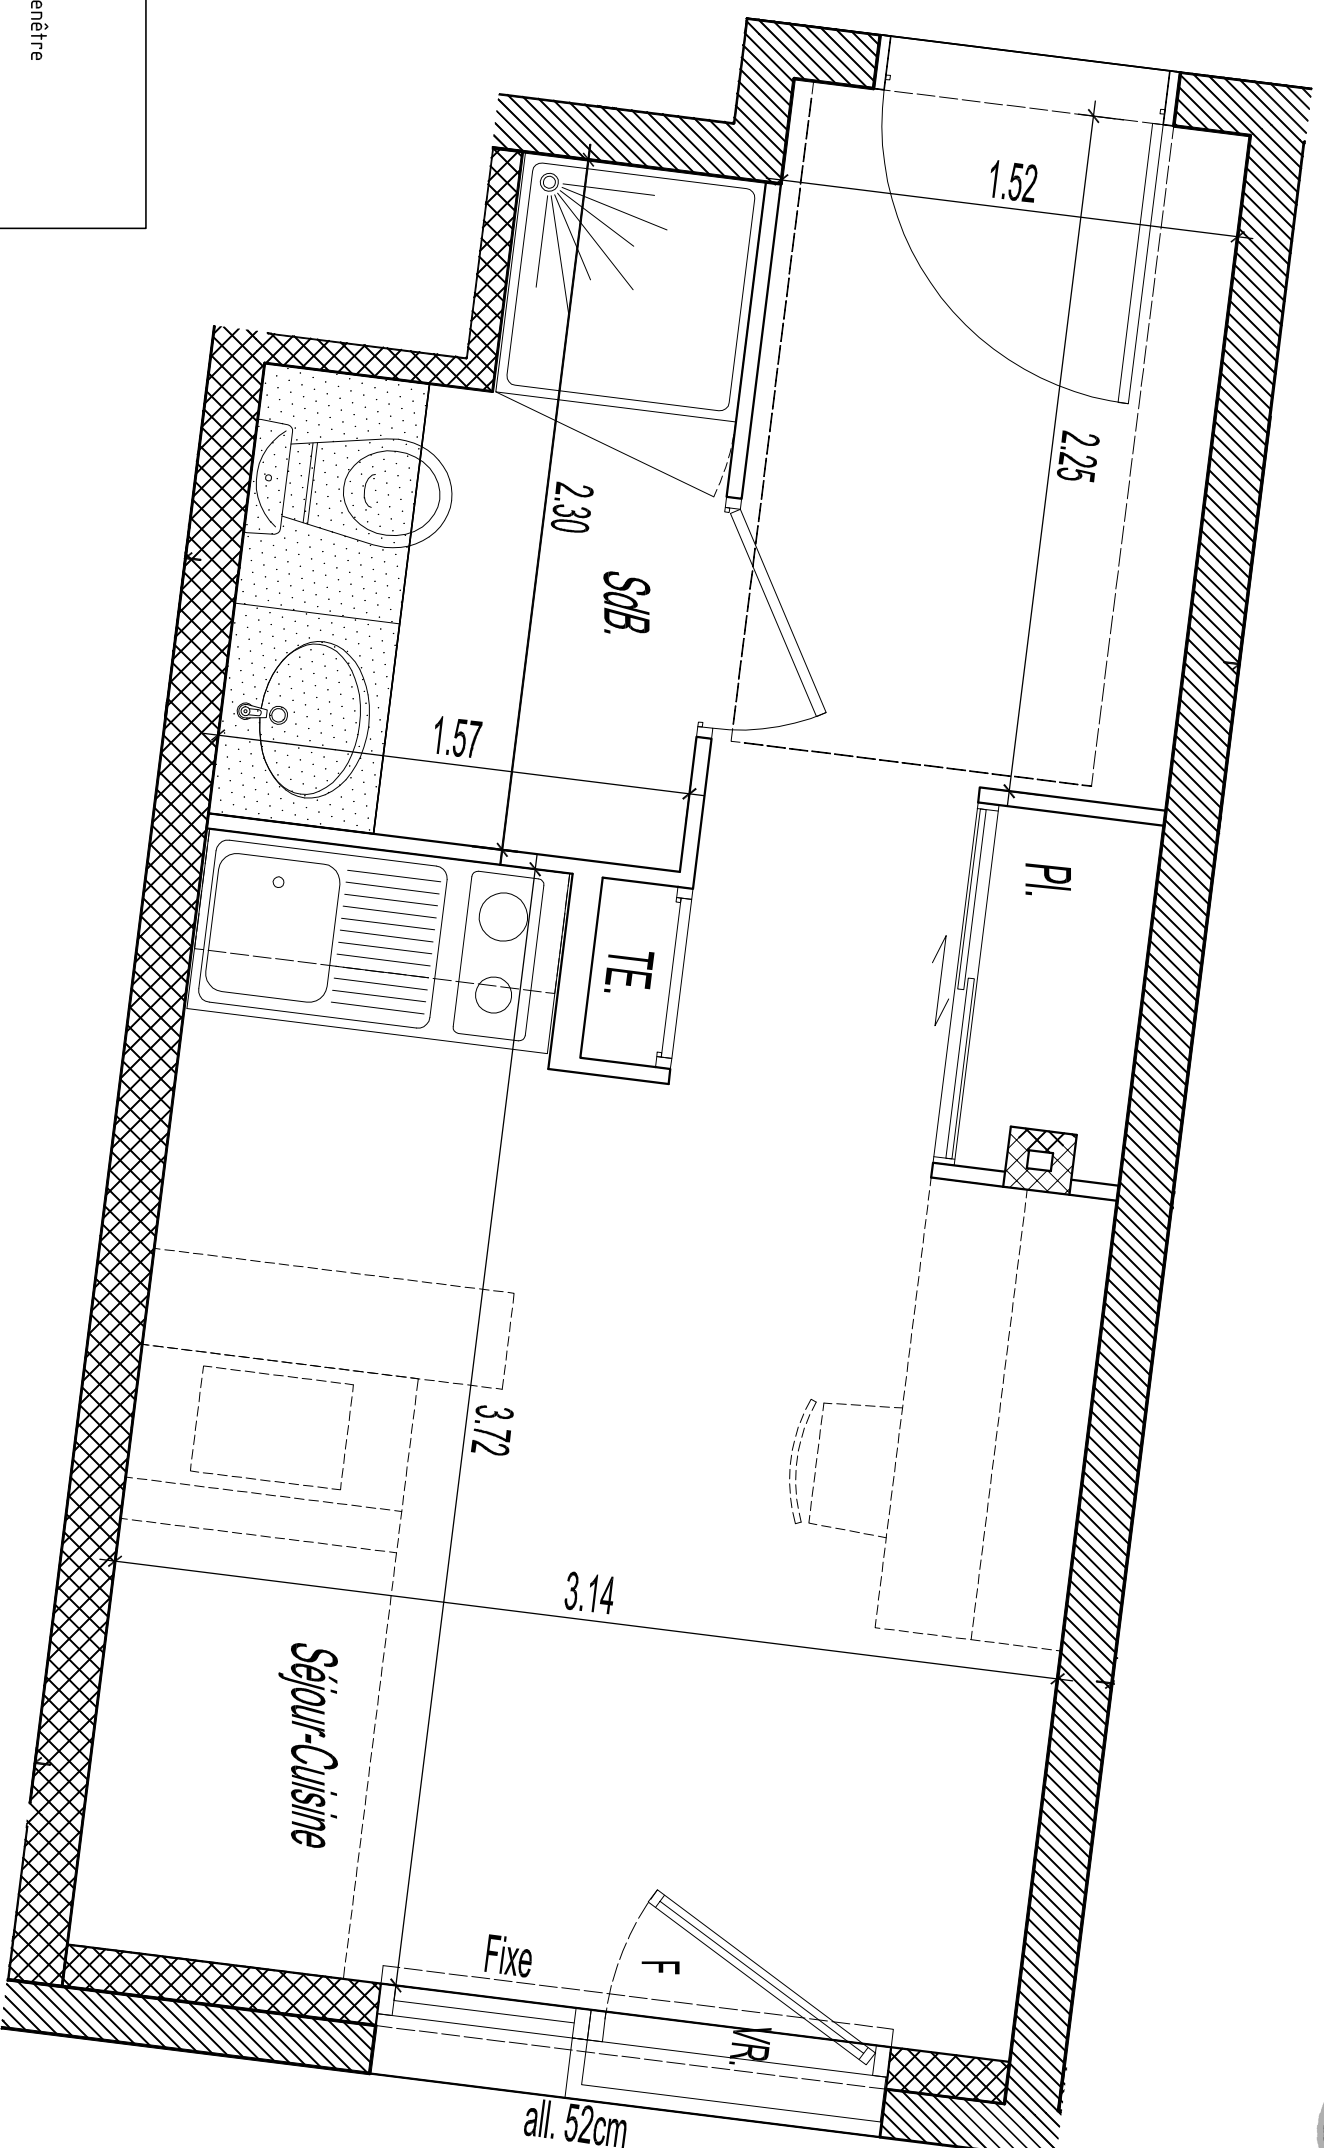 enêtre
1.52
2.25
2.30
SdB.
1.57
Pl.
TE.
3.72
3.14
Séjour-Cuisine
Fixe
F
VR.
all. 52cm